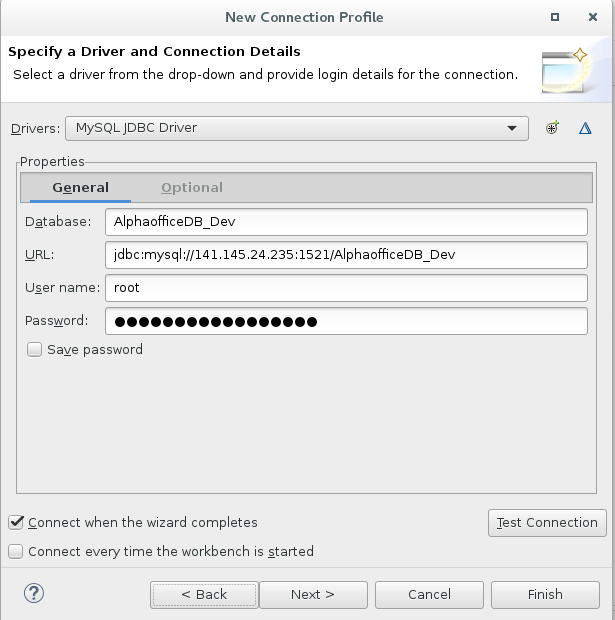 New Connection Profile
Specify a Driver and Connection Details
Select a driver from the drop-down and provide login details for the connection.
Drivers: MySQL JDBC Driver
Properties
General Optional
Database: AlphaofficeDB_Dev
URL: jdbc:mysql://141.145.24.235:1521/AlphaofficeDB_Dev
User name: root
Password: ●●●●●●●●●●●●●●●●●
Save password
Connect when the wizard completes
Test Connection
Connect every time the workbench is started
? < Back Next > Cancel Finish